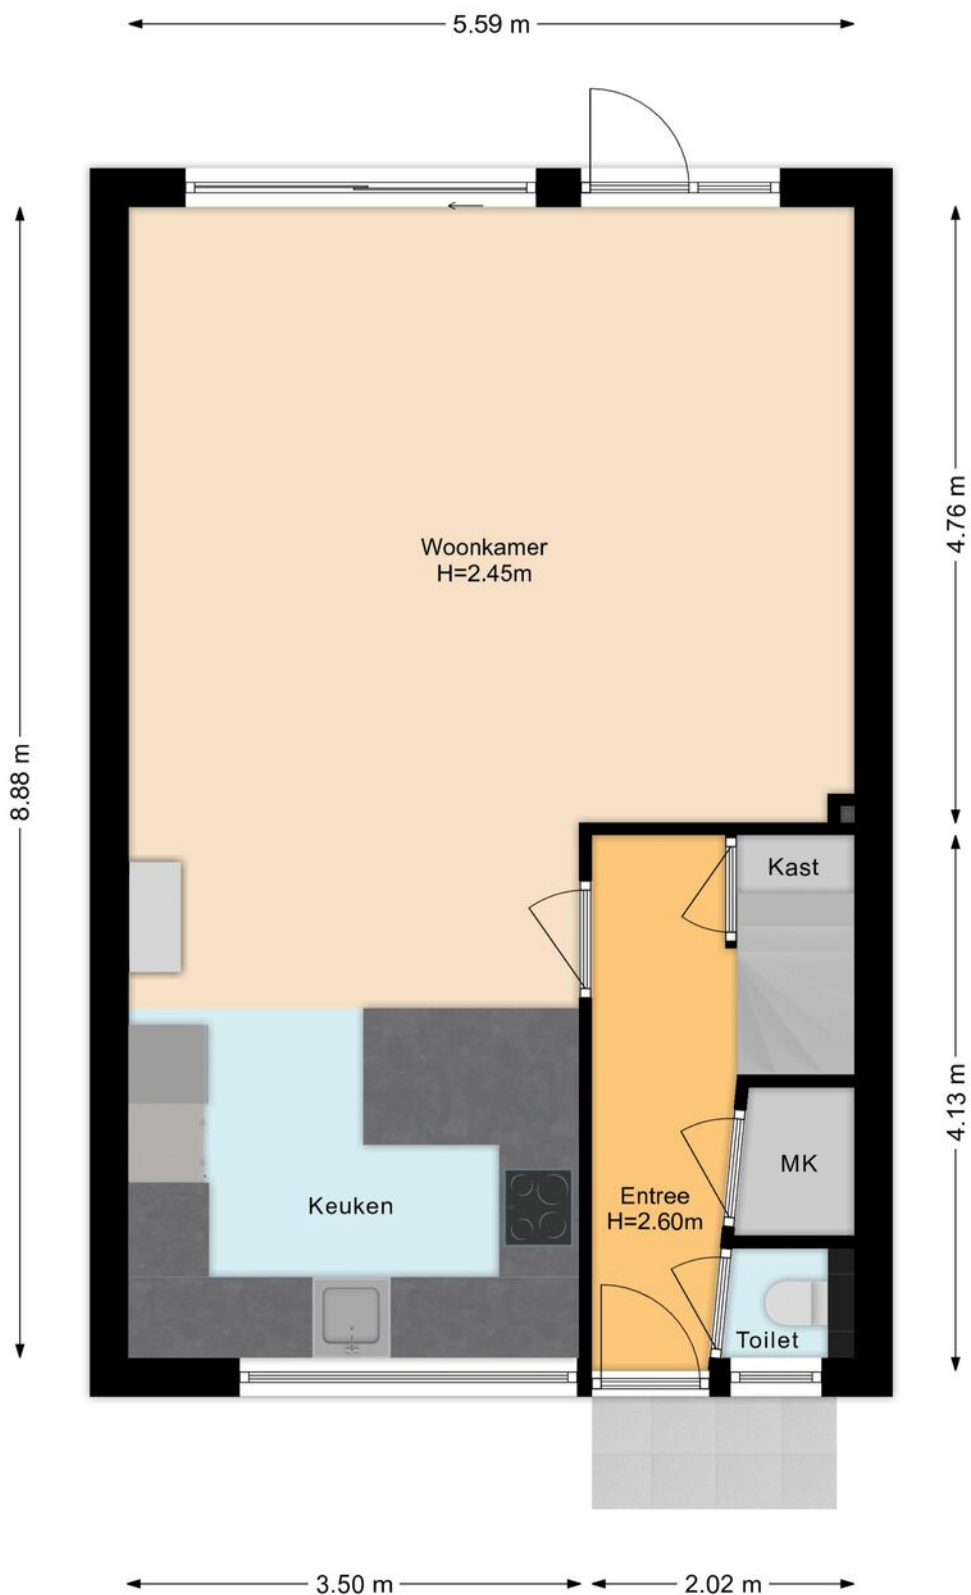 5.59 m
Woonkamer
H=2.45m
4.76 m
8.88 m
Kast
4.13 m
MK
Keuken
Entree
H=2.60m
Toilet
3.50 m
2.02 m